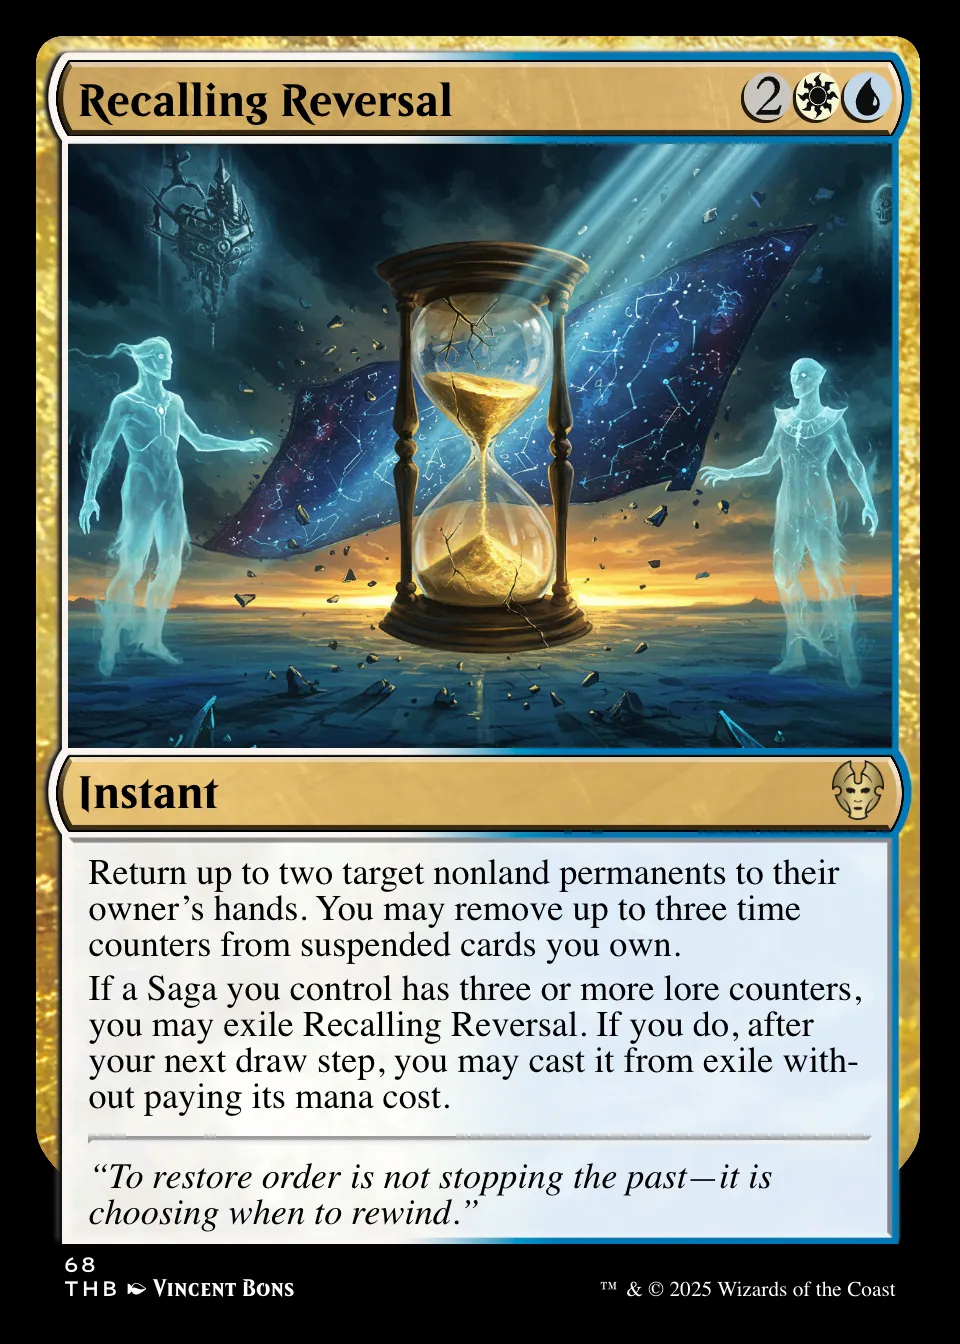 Recalling Reversal 2
Instant
Return up to two target nonland permanents to their
owner’s hands. You may remove up to three time
counters from suspended cards you own.
If a Saga you control has three or more lore counters,
you may exile Recalling Reversal. If you do, after
your next draw step, you may cast it from exile with-
out paying its mana cost.
“To restore order is not stopping the past—it is
choosing when to rewind.”
68
THB Vincent Bons
™ & © 2025 Wizards of the Coast